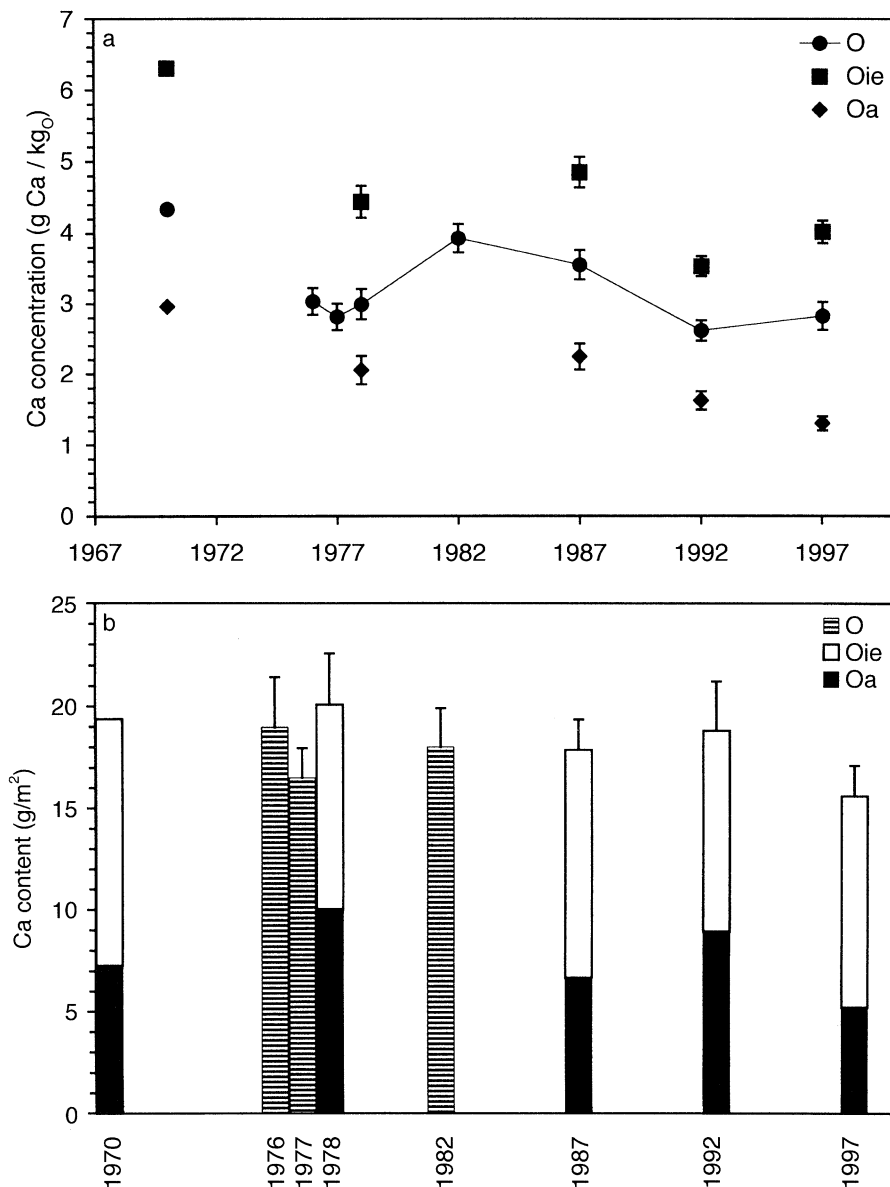 7
a
O
Oie
Oa
6
5
4
3
2
1
0
Ca concentration (g Ca / kgO)
1967 1972 1977 1982 1987 1992 1997
25
b
O
Oie
Oa
20
15
10
5
0
Ca content (g/m²)
1970 1976 1977 1978 1982 1987 1992 1997